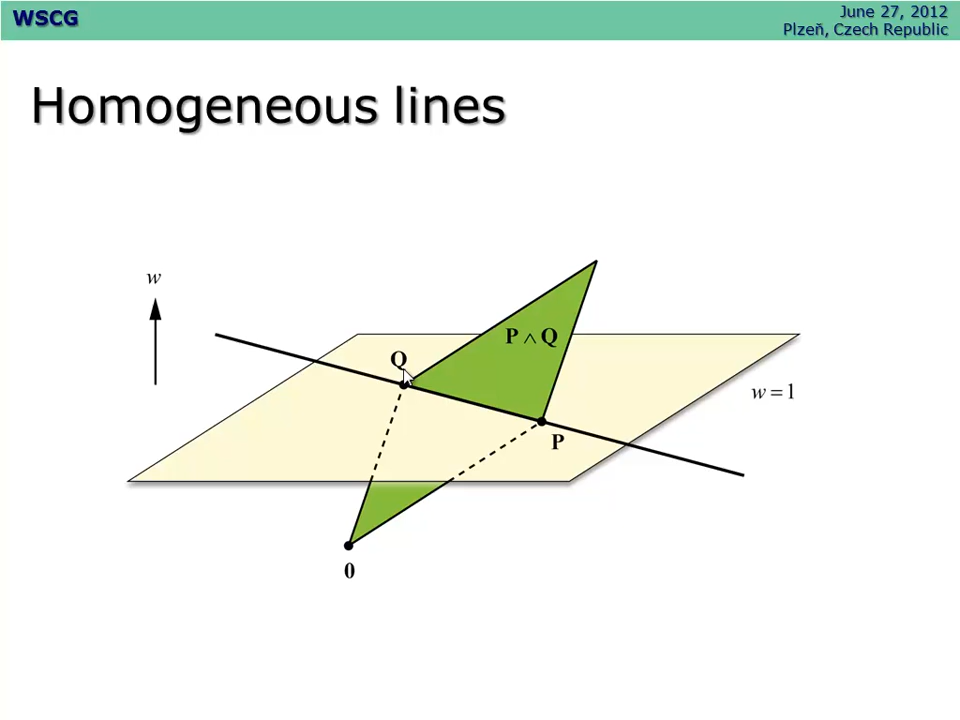 WSCG
June 27, 2012
Plzeň, Czech Republic
Homogeneous lines
w
P ∧ Q
Q
w = 1
P
0